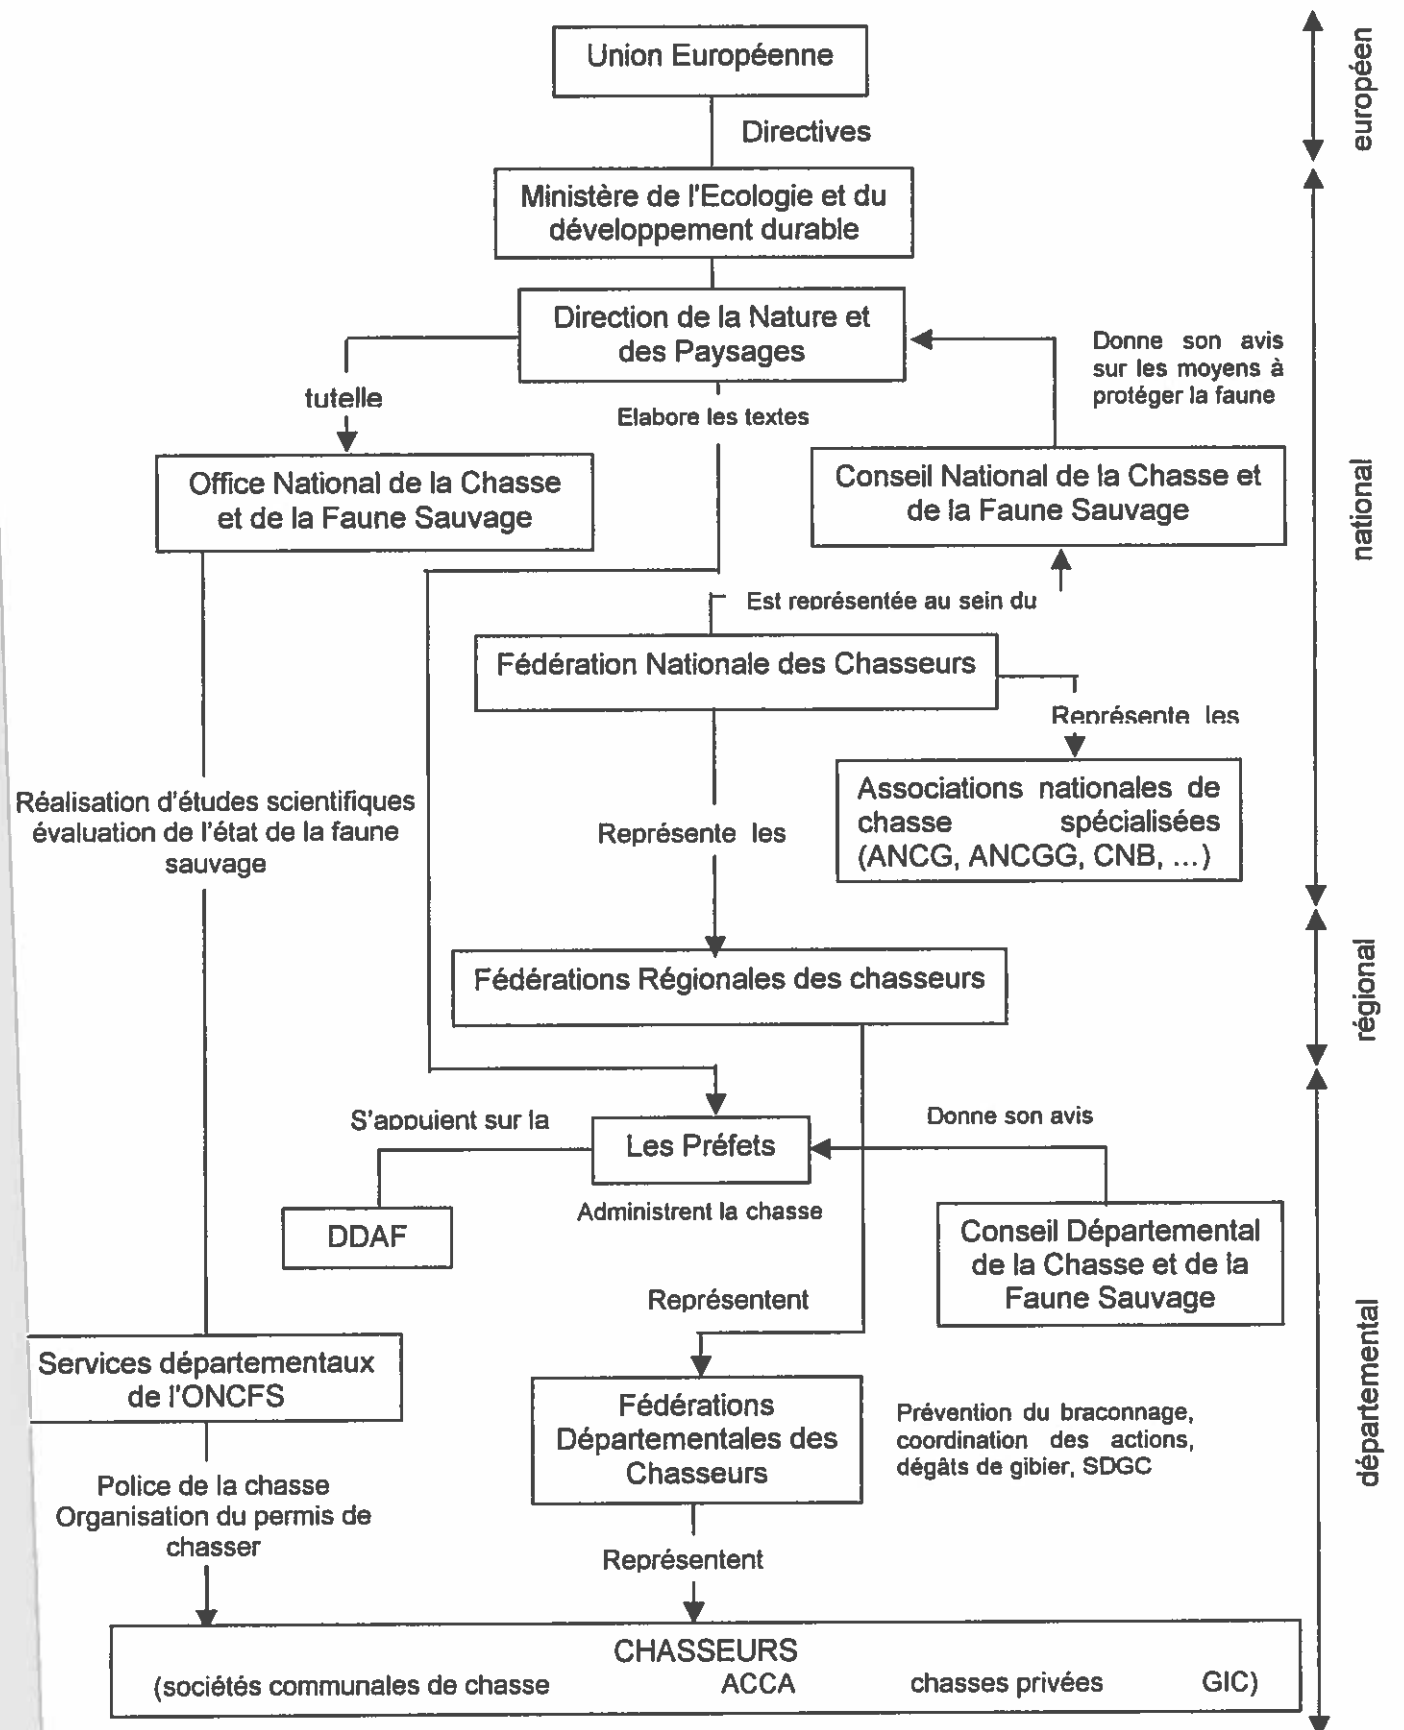 Union Européenne
Directives
européen
Ministère de l'Ecologie et du
développement durable
Direction de la Nature et
des Paysages
Donne son avis
sur les moyens à
protéger la faune
tutelle
Elabore les textes
Office National de la Chasse
et de la Faune Sauvage
Conseil National de la Chasse et
de la Faune Sauvage
national
Est représentée au sein du
Fédération Nationale des Chasseurs
Représente les
Associations nationales de
chasse spécialisées
(ANCG, ANCGG, CNB, ...)
Réalisation d'études scientifiques
évaluation de l'état de la faune
sauvage
Représente les
Fédérations Régionales des chasseurs
régional
S'appuient sur la
Les Préfets
Donne son avis
Administrent la chasse
DDAF
Conseil Départemental
de la Chasse et de la
Faune Sauvage
Représentent
départemental
Services départementaux
de l'ONCFS
Fédérations
Départementales des
Chasseurs
Prévention du braconnage,
coordination des actions,
dégâts de gibier, SDGC
Police de la chasse
Organisation du permis de
chasser
Représentent
CHASSEURS
(sociétés communales de chasse ACCA chasses privées GIC)